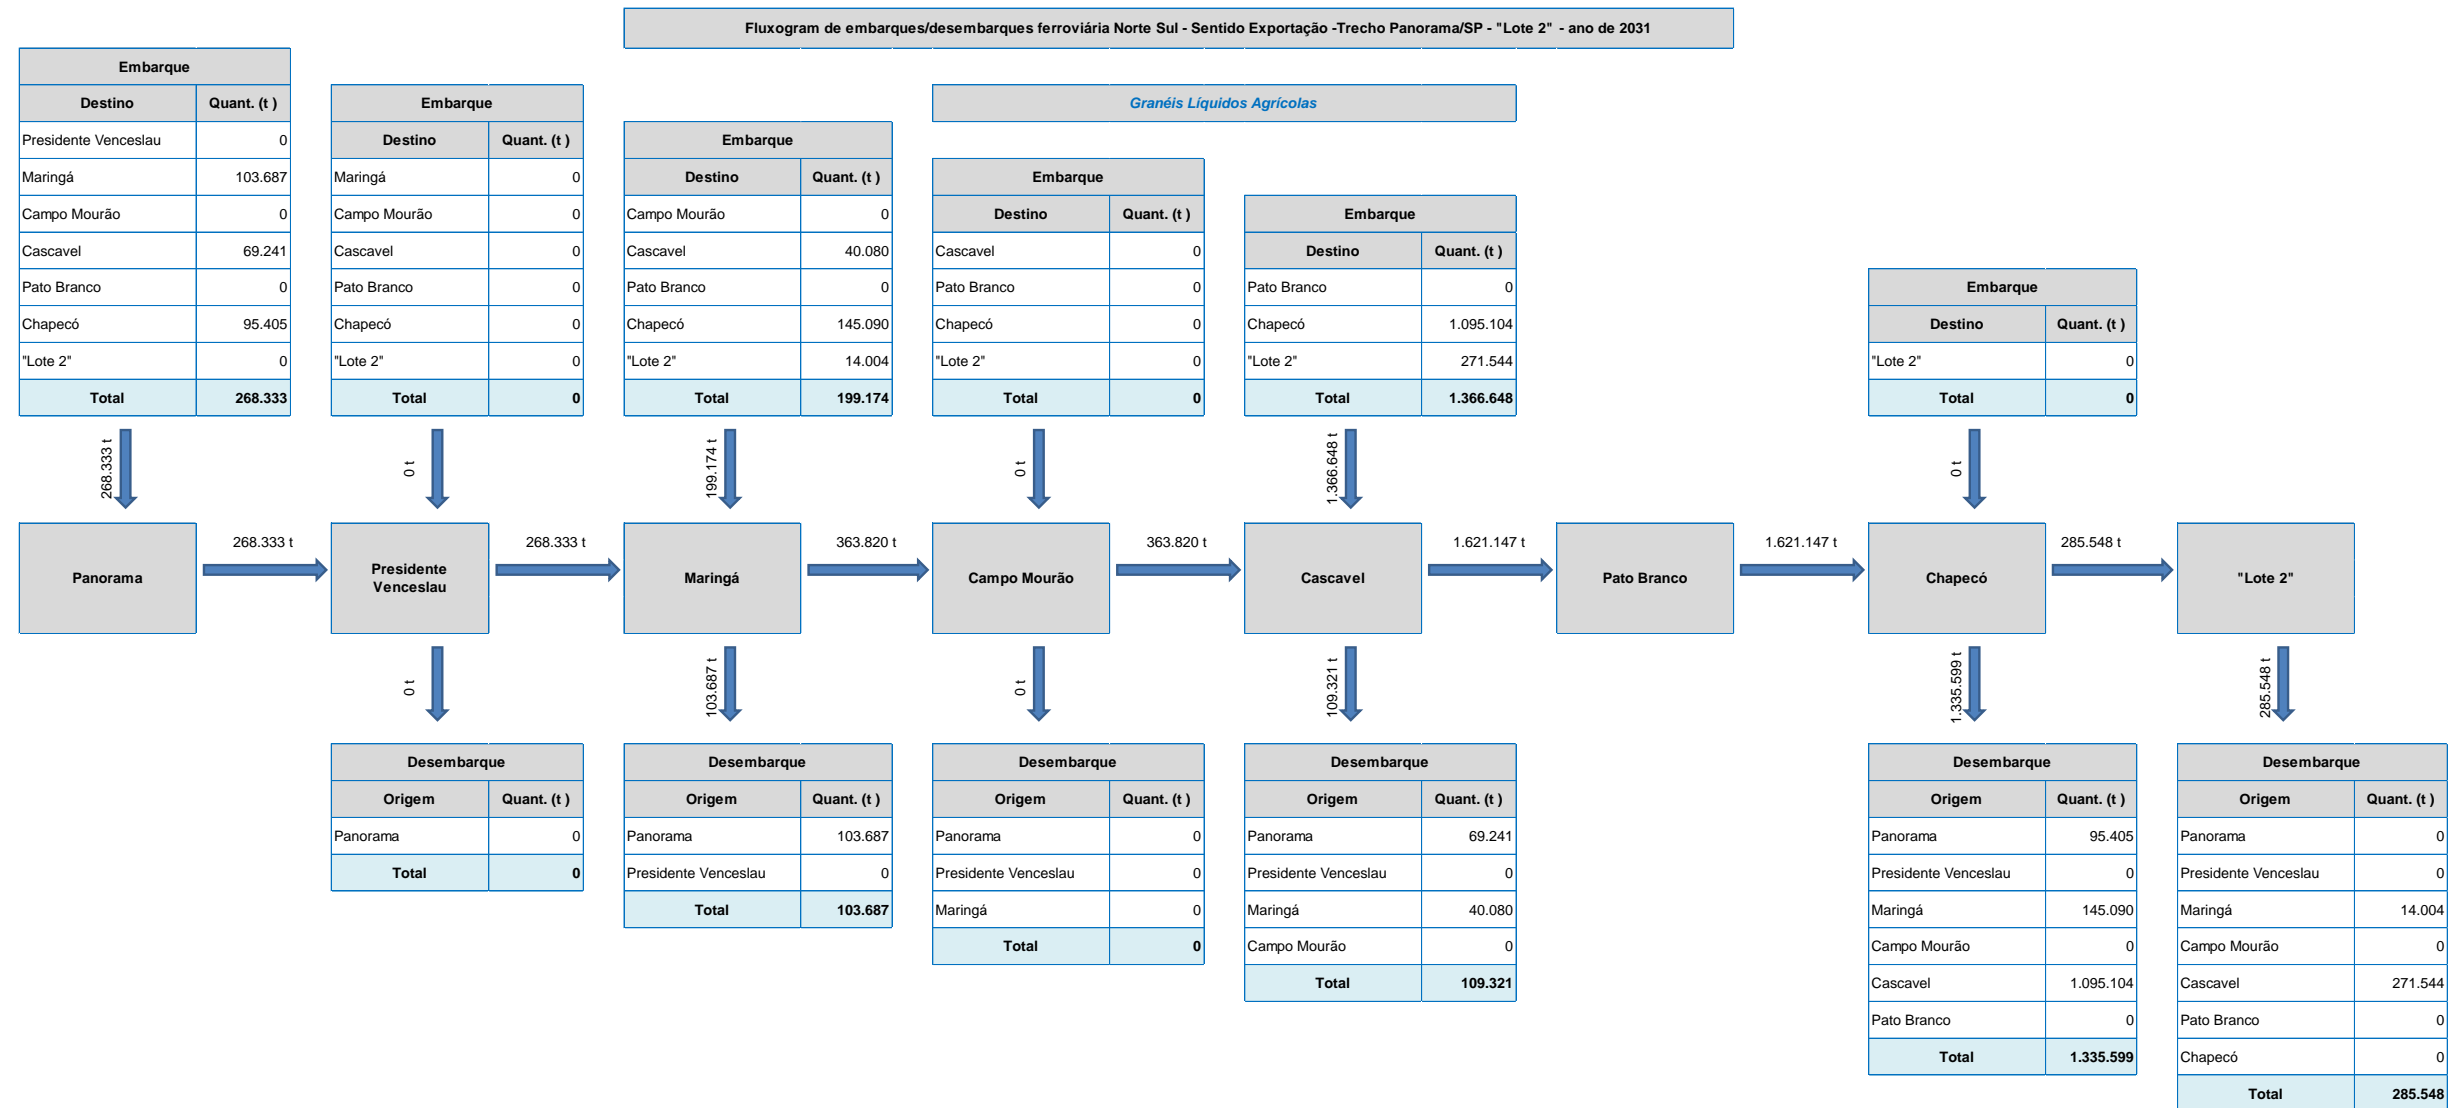 Fluxogram de embarques/desembarques ferroviária Norte Sul - Sentido Exportação -Trecho Panorama/SP - "Lote 2" - ano de 2031
Granéis Líquidos Agrícolas
Embarque
Destino Quant. (t )
Presidente Venceslau 0
Maringá 103.687
Campo Mourão 0
Cascavel 69.241
Pato Branco 0
Chapecó 95.405
"Lote 2" 0
Total 268.333
Embarque
Destino Quant. (t )
Maringá 0
Campo Mourão 0
Cascavel 0
Pato Branco 0
Chapecó 0
"Lote 2" 0
Total 0
Embarque
Destino Quant. (t )
Campo Mourão 0
Cascavel 40.080
Pato Branco 0
Chapecó 145.090
"Lote 2" 14.004
Total 199.174
Embarque
Destino Quant. (t )
Cascavel 0
Pato Branco 0
Chapecó 0
"Lote 2" 0
Total 0
Embarque
Destino Quant. (t )
Pato Branco 0
Chapecó 1.095.104
"Lote 2" 271.544
Total 1.366.648
Embarque
Destino Quant. (t )
"Lote 2" 0
Total 0
268.333 t
0 t
199.174 t
0 t
1.366.648 t
0 t
Panorama
268.333 t
Presidente
Venceslau
268.333 t
Maringá
363.820 t
Campo Mourão
363.820 t
Cascavel
1.621.147 t
Pato Branco
1.621.147 t
Chapecó
285.548 t
"Lote 2"
0 t
103.687 t
0 t
109.321 t
1.335.599 t
285.548 t
Desembarque
Origem Quant. (t )
Panorama 0
Total 0
Desembarque
Origem Quant. (t )
Panorama 103.687
Presidente Venceslau 0
Total 103.687
Desembarque
Origem Quant. (t )
Panorama 0
Presidente Venceslau 0
Maringá 0
Total 0
Desembarque
Origem Quant. (t )
Panorama 69.241
Presidente Venceslau 0
Maringá 40.080
Campo Mourão 0
Total 109.321
Desembarque
Origem Quant. (t )
Panorama 95.405
Presidente Venceslau 0
Maringá 145.090
Campo Mourão 0
Cascavel 1.095.104
Pato Branco 0
Total 1.335.599
Desembarque
Origem Quant. (t )
Panorama 0
Presidente Venceslau 0
Maringá 14.004
Campo Mourão 0
Cascavel 271.544
Pato Branco 0
Chapecó 0
Total 285.548